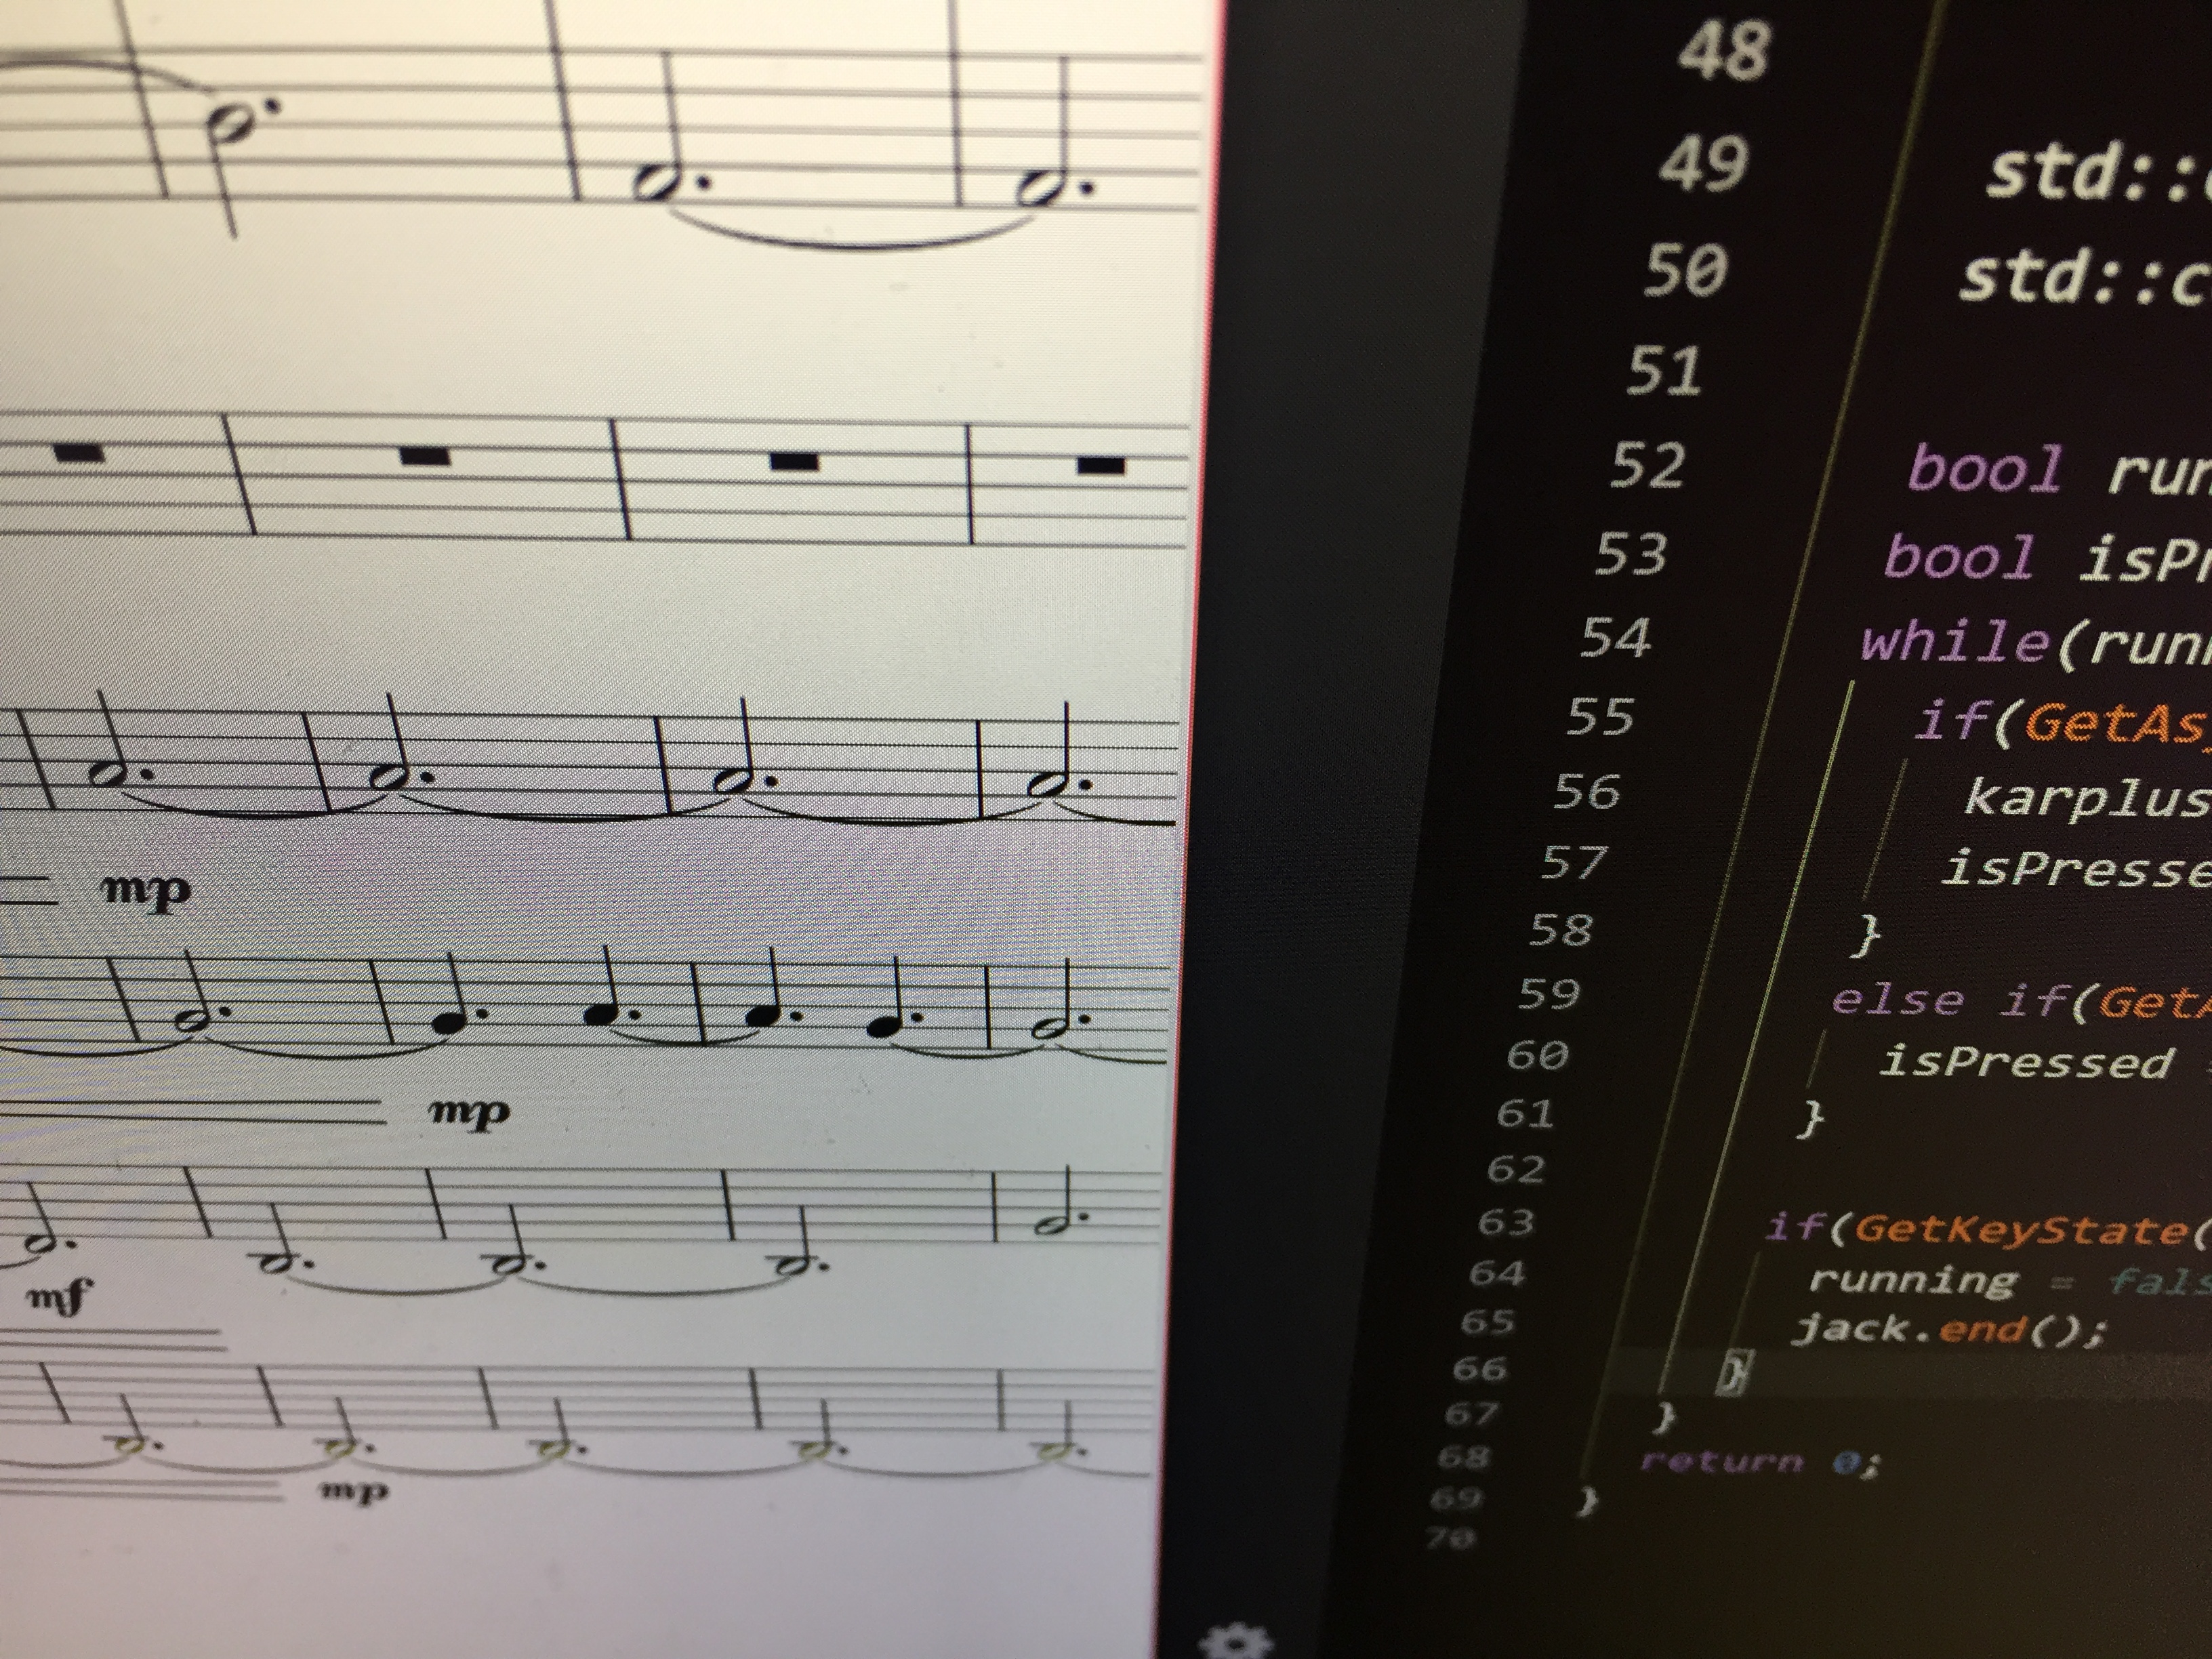 mp
mp
mf
mp
48
49 std::
50 std::c
51
52 bool run
53 bool isPr
54 while(run
55 if(GetAs
56 karplus
57 isPresse
58 }
59 else if(Get
60 isPressed
61 }
62
63 if(GetKeyState(
64 running = fals
65 jack.end();
66 }
67 }
68 return 0;
69 }
70